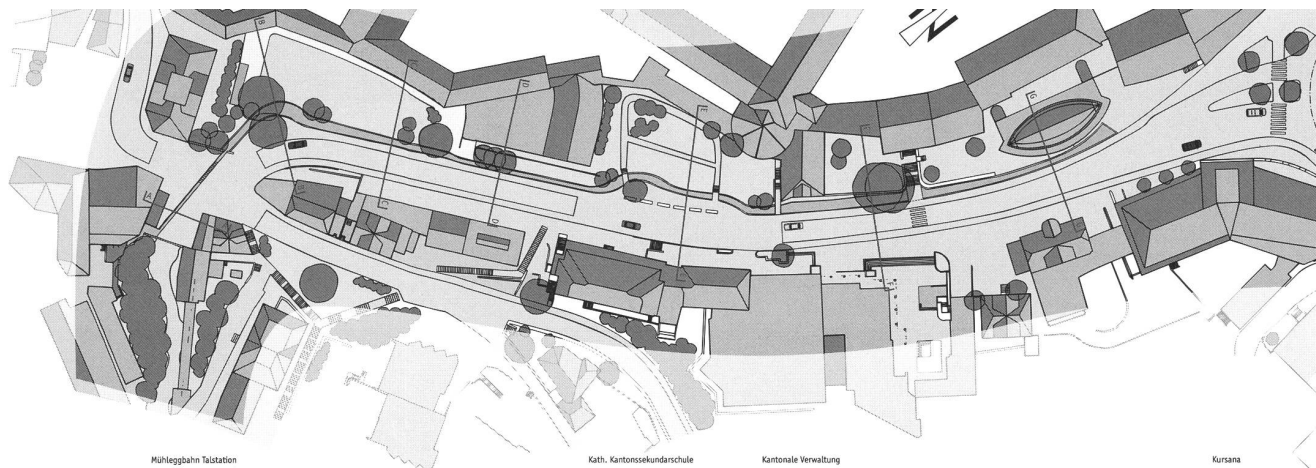 B
C
D
E
G
A
B
C
D
Mühleggbahn Talstation
Kath. Kantonssekundarschule
Kantonale Verwaltung
Kursana